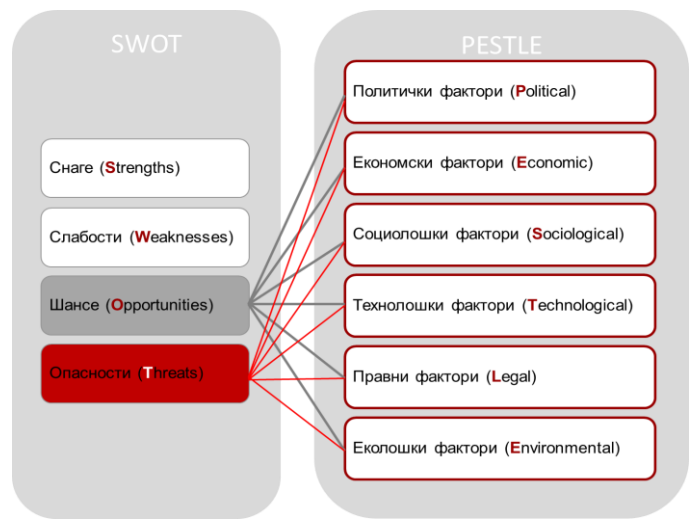 SWOT
Снаге (Strengths)
Слабости (Weaknesses)
Шансе (Opportunities)
Опасности (Threats)
PESTLE
Политички фактори (Political)
Економски фактори (Economic)
Социолошки фактори (Sociological)
Технолошки фактори (Technological)
Правни фактори (Legal)
Еколошки фактори (Environmental)